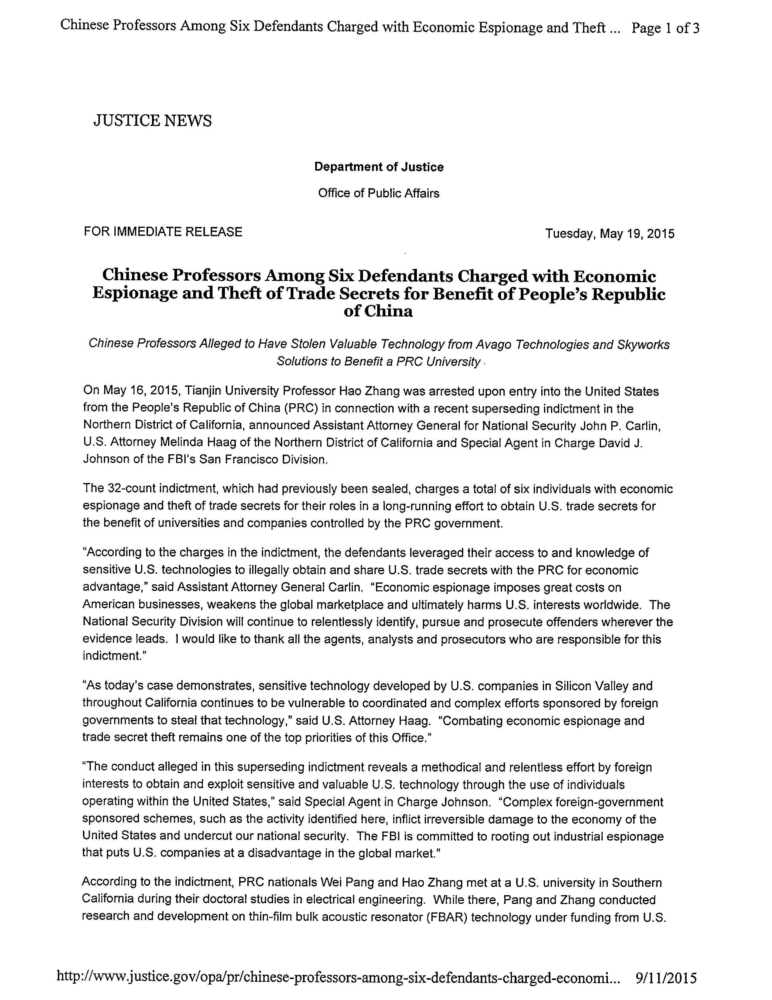 Chinese Professors Among Six Defendants Charged with Economic Espionage and Theft ... Page 1 of 3
JUSTICE NEWS
Department of Justice
Office of Public Affairs
FOR IMMEDIATE RELEASE Tuesday, May 19, 2015
Chinese Professors Among Six Defendants Charged with Economic
Espionage and Theft of Trade Secrets for Benefit of People's Republic
of China
Chinese Professors Alleged to Have Stolen Valuable Technology from Avago Technologies and Skyworks
Solutions to Benefit a PRC University
On May 16, 2015, Tianjin University Professor Hao Zhang was arrested upon entry into the United States
from the People's Republic of China (PRC) in connection with a recent superseding indictment in the
Northern District of California, announced Assistant Attorney General for National Security John P. Carlin,
U.S. Attorney Melinda Haag of the Northern District of California and Special Agent in Charge David J.
Johnson of the FBI's San Francisco Division.
The 32-count indictment, which had previously been sealed, charges a total of six individuals with economic
espionage and theft of trade secrets for their roles in a long-running effort to obtain U.S. trade secrets for
the benefit of universities and companies controlled by the PRC government.
"According to the charges in the indictment, the defendants leveraged their access to and knowledge of
sensitive U.S. technologies to illegally obtain and share U.S. trade secrets with the PRC for economic
advantage," said Assistant Attorney General Carlin. "Economic espionage imposes great costs on
American businesses, weakens the global marketplace and ultimately harms U.S. interests worldwide. The
National Security Division will continue to relentlessly identify, pursue and prosecute offenders wherever the
evidence leads. I would like to thank all the agents, analysts and prosecutors who are responsible for this
indictment."
"As today's case demonstrates, sensitive technology developed by U.S. companies in Silicon Valley and
throughout California continues to be vulnerable to coordinated and complex efforts sponsored by foreign
governments to steal that technology," said U.S. Attorney Haag. "Combating economic espionage and
trade secret theft remains one of the top priorities of this Office."
"The conduct alleged in this superseding indictment reveals a methodical and relentless effort by foreign
interests to obtain and exploit sensitive and valuable U.S. technology through the use of individuals
operating within the United States," said Special Agent in Charge Johnson. "Complex foreign-government
sponsored schemes, such as the activity identified here, inflict irreversible damage to the economy of the
United States and undercut our national security. The FBI is committed to rooting out industrial espionage
that puts U.S. companies at a disadvantage in the global market."
According to the indictment, PRC nationals Wei Pang and Hao Zhang met at a U.S. university in Southern
California during their doctoral studies in electrical engineering. While there, Pang and Zhang conducted
research and development on thin-film bulk acoustic resonator (FBAR) technology under funding from U.S.
http://www.justice.gov/opa/pr/chinese-professors-among-six-defendants-charged-economi... 9/11/2015